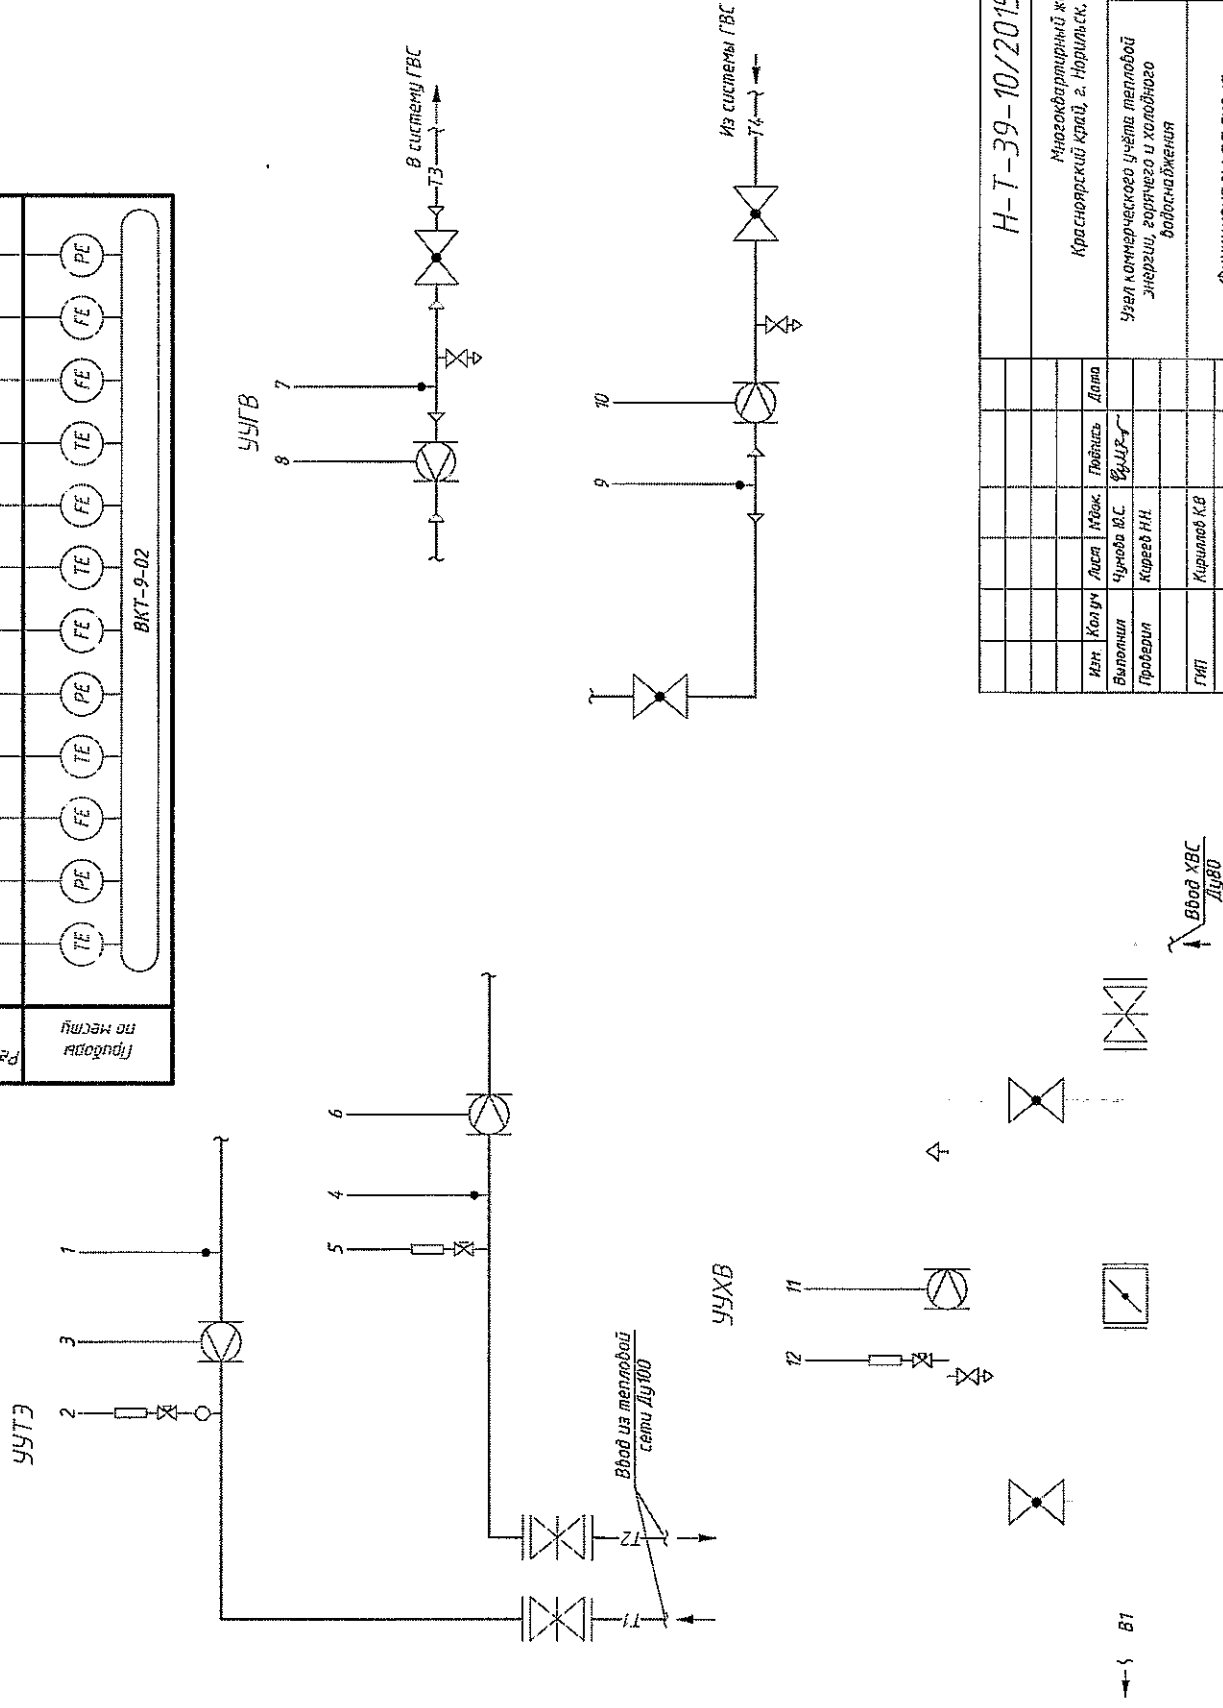 УУТЭ
2
3
1
5
4
6
Т1
Т2
Ввод из тепловой
сети Ду100
Приборы
по месту
TE
PE
FE
TE
PE
FE
TE
FE
TE
FE
FE
PE
ВКТ-9-02
УУГВ
8
7
Т3
В систему ГВС
9
10
Т4
Из системы ГВС
УУХВ
12
11
В1
Ввод ХВС
Ду80
Н-Т-39-10/2015
Многоквартирный ж
Красноярский край, г. Норильск,
Изм. Кол уч Лист №док. Подпись Дата
Выполнил Чумова Ю.С.
Проверил Киреев Н.Н.
ГИП Кириллов К.В
Узел коммерческого учёта тепловой
энергии, горячего и холодного
водоснабжения